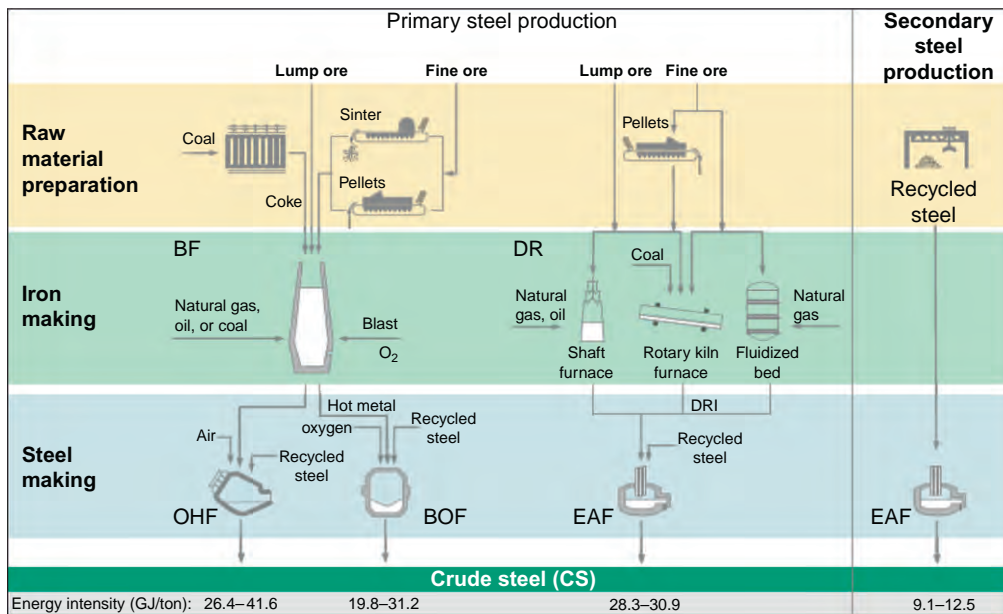 Primary steel production
Secondary
steel
production
Lump ore
Fine ore
Lump ore
Fine ore
Raw
material
preparation
Coal
Coke
Sinter
Pellets
Pellets
Recycled
steel
Iron
making
BF
Natural gas,
oil, or coal
Blast
O2
DR
Coal
Natural
gas, oil
Natural
gas
Shaft
furnace
Rotary kiln
furnace
Fluidized
bed
Steel
making
Hot metal
oxygen
Recycled
steel
Air
Recycled
steel
DRI
Recycled
steel
OHF
BOF
EAF
EAF
Crude steel (CS)
Energy intensity (GJ/ton): 26.4–41.6 19.8–31.2 28.3–30.9 9.1–12.5